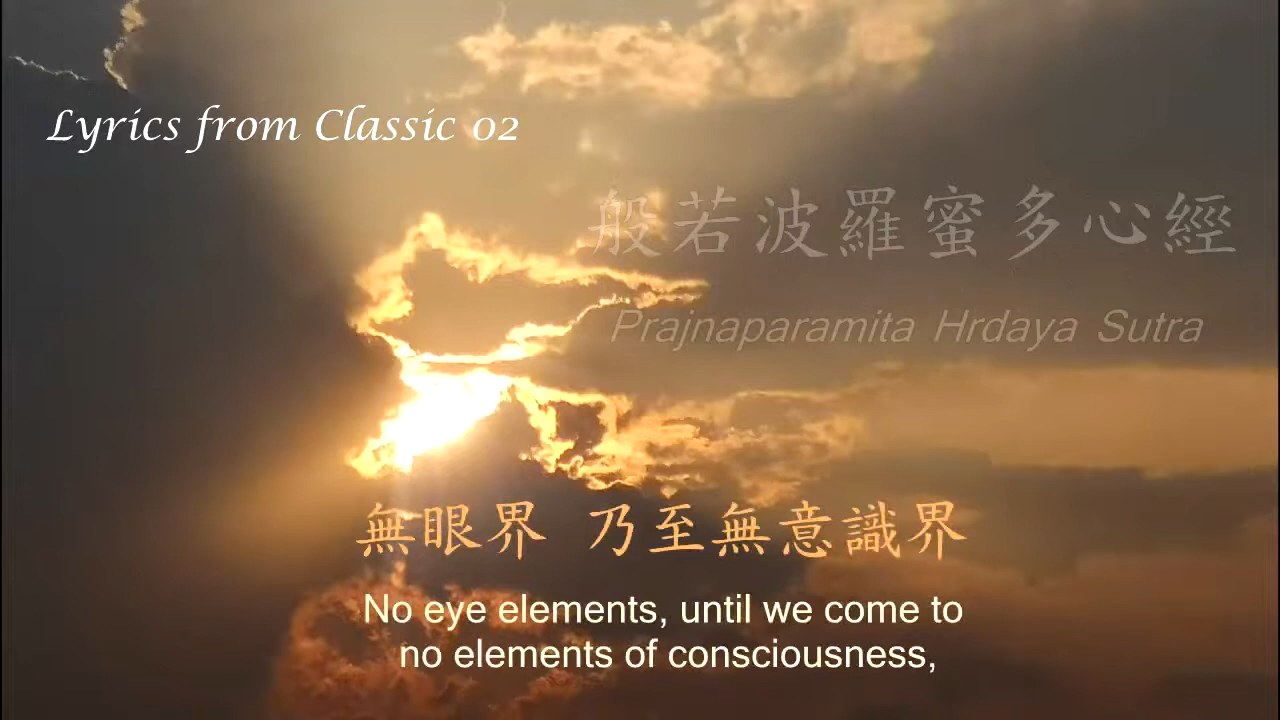 Lyrics from Classic 02
般若波羅蜜多心經
Prajnaparamita Hrdaya Sutra
無眼界 乃至無意識界
No eye elements, until we come to
no elements of consciousness,